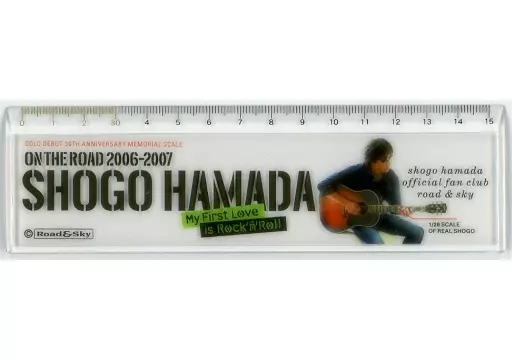 0 1 2 30 4 5 6 7 8 9 10 11 12 13 14 15
SOLO DEBUT 30TH ANNIVERSARY MEMORIAL SCALE
ON THE ROAD 2006-2007
SHOGO HAMADA
My First Love
is Rock'n'Roll
shogo hamada
official fan club
road & sky
1/28 SCALE
OF REAL SHOGO
© Road&Sky